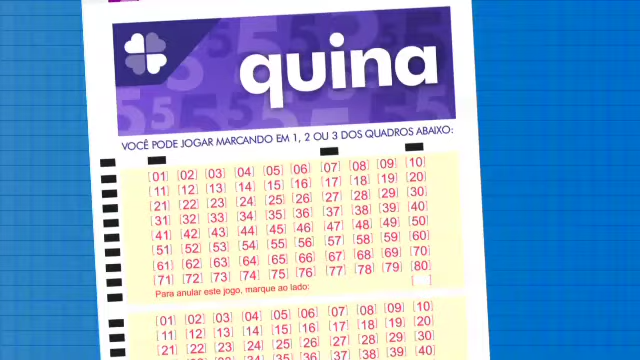 quina
VOCÊ PODE JOGAR MARCANDO EM 1, 2 OU 3 DOS QUADROS ABAIXO:
[01] [02] [03] [04] [05] [06] [07] [08] [09] [10]
[11] [12] [13] [14] [15] [16] [17] [18] [19] [20]
[21] [22] [23] [24] [25] [26] [27] [28] [29] [30]
[31] [32] [33] [34] [35] [36] [37] [38] [39] [40]
[41] [42] [43] [44] [45] [46] [47] [48] [49] [50]
[51] [52] [53] [54] [55] [56] [57] [58] [59] [60]
[61] [62] [63] [64] [65] [66] [67] [68] [69] [70]
[71] [72] [73] [74] [75] [76] [77] [78] [79] [80]
Para anular este jogo, marque ao lado: [ ]
[01] [02] [03] [04] [05] [06] [07] [08] [09] [10]
[11] [12] [13] [14] [15] [16] [17] [18] [19] [20]
[21] [22] [23] [24] [25] [26] [27] [28] [29] [30]
[37] [38] [39] [40]